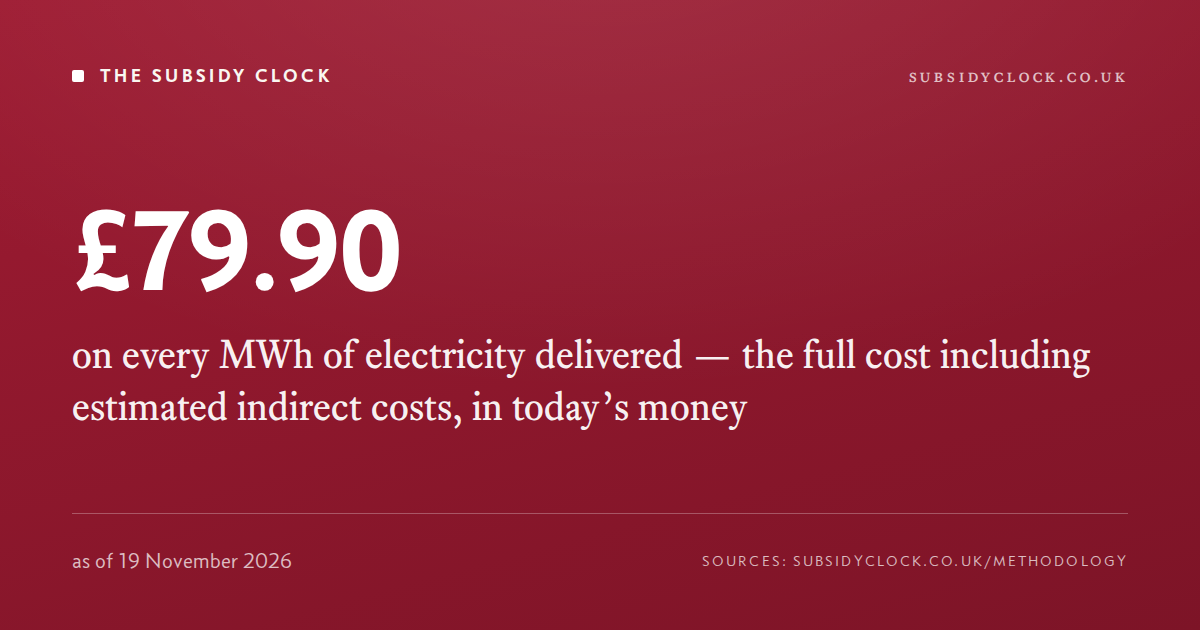 THE SUBSIDY CLOCK
SUBSIDYCLOCK.CO.UK
£79.90
on every MWh of electricity delivered — the full cost including
estimated indirect costs, in today’s money
as of 19 November 2026
SOURCES: SUBSIDYCLOCK.CO.UK/METHODOLOGY